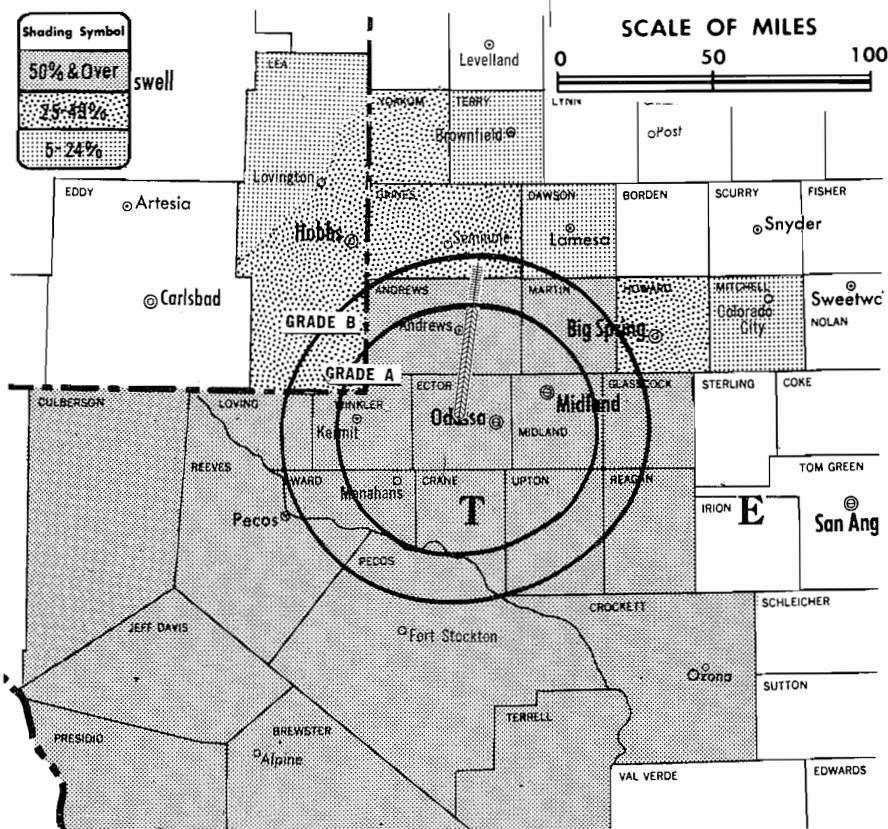 Shading Symbol
50% & Over
25-49%
5-24%
swell
SCALE OF MILES
0 50 100
LEA
Levelland
YOAKUM
TERRY
LYNN
Brownfield
Post
Lovington
EDDY
Artesia
GAINES
DAWSON
BORDEN
SCURRY
FISHER
Hobbs
Seminole
Lamesa
Snyder
Carlsbad
ANDREWS
MARTIN
HOWARD
MITCHELL
Sweetwc
GRADE B
Andrews
Big Spring
Colorado
City
NOLAN
GRADE A
CULBERSON
LOVING
WINKLER
ECTOR
GLASSCOCK
STERLING
COKE
Kermit
Odessa
Midland
MIDLAND
REEVES
WARD
Monahans
CRANE
UPTON
REAGAN
TOM GREEN
T
IRION
E
San Ang
Pecos
PECOS
JEFF DAVIS
Fort Stockton
CROCKETT
SCHLEICHER
Ozona
SUTTON
PRESIDIO
BREWSTER
TERRELL
Alpine
VAL VERDE
EDWARDS